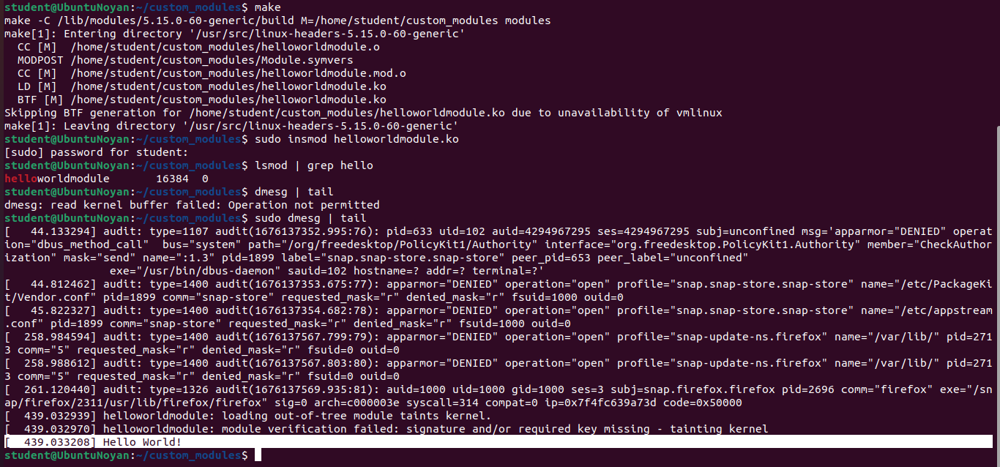 student@UbuntuNoyan:~/custom_modules$ make
make -C /lib/modules/5.15.0-60-generic/build M=/home/student/custom_modules modules
make[1]: Entering directory '/usr/src/linux-headers-5.15.0-60-generic'
  CC [M]  /home/student/custom_modules/helloworldmodule.o
  MODPOST /home/student/custom_modules/Module.symvers
  CC [M]  /home/student/custom_modules/helloworldmodule.mod.o
  LD [M]  /home/student/custom_modules/helloworldmodule.ko
  BTF [M] /home/student/custom_modules/helloworldmodule.ko
Skipping BTF generation for /home/student/custom_modules/helloworldmodule.ko due to unavailability of vmlinux
make[1]: Leaving directory '/usr/src/linux-headers-5.15.0-60-generic'
student@UbuntuNoyan:~/custom_modules$ sudo insmod helloworldmodule.ko
[sudo] password for student:
student@UbuntuNoyan:~/custom_modules$ lsmod | grep hello
helloworldmodule       16384  0
student@UbuntuNoyan:~/custom_modules$ dmesg | tail
dmesg: read kernel buffer failed: Operation not permitted
student@UbuntuNoyan:~/custom_modules$ sudo dmesg | tail
[   44.133294] audit: type=1107 audit(1676137352.995:76): pid=633 uid=102 auid=4294967295 ses=4294967295 subj=unconfined msg='apparmor="DENIED" operat
ion="dbus_method_call"  bus="system" path="/org/freedesktop/PolicyKit1/Authority" interface="org.freedesktop.PolicyKit1.Authority" member="CheckAuthor
ization" mask="send" name=":1.3" pid=1899 label="snap.snap-store.snap-store" peer_pid=653 peer_label="unconfined"
                exe="/usr/bin/dbus-daemon" sauid=102 hostname=? addr=? terminal=?'
[   44.812462] audit: type=1400 audit(1676137353.675:77): apparmor="DENIED" operation="open" profile="snap.snap-store.snap-store" name="/etc/PackageKi
t/Vendor.conf" pid=1899 comm="snap-store" requested_mask="r" denied_mask="r" fsuid=1000 ouid=0
[   45.822327] audit: type=1400 audit(1676137354.682:78): apparmor="DENIED" operation="open" profile="snap.snap-store.snap-store" name="/etc/appstream
.conf" pid=1899 comm="snap-store" requested_mask="r" denied_mask="r" fsuid=1000 ouid=0
[  258.984594] audit: type=1400 audit(1676137567.799:79): apparmor="DENIED" operation="open" profile="snap-update-ns.firefox" name="/var/lib/" pid=271
3 comm="5" requested_mask="r" denied_mask="r" fsuid=0 ouid=0
[  258.988612] audit: type=1400 audit(1676137567.803:80): apparmor="DENIED" operation="open" profile="snap-update-ns.firefox" name="/var/lib/" pid=271
3 comm="5" requested_mask="r" denied_mask="r" fsuid=0 ouid=0
[  261.120440] audit: type=1326 audit(1676137569.935:81): auid=1000 uid=1000 gid=1000 ses=3 subj=snap.firefox.firefox pid=2696 comm="firefox" exe="/sn
ap/firefox/2311/usr/lib/firefox/firefox" sig=0 arch=c000003e syscall=314 compat=0 ip=0x7f4fc639a73d code=0x50000
[  439.032939] helloworldmodule: loading out-of-tree module taints kernel.
[  439.032970] helloworldmodule: module verification failed: signature and/or required key missing - tainting kernel
[  439.033208] Hello World!
student@UbuntuNoyan:~/custom_modules$